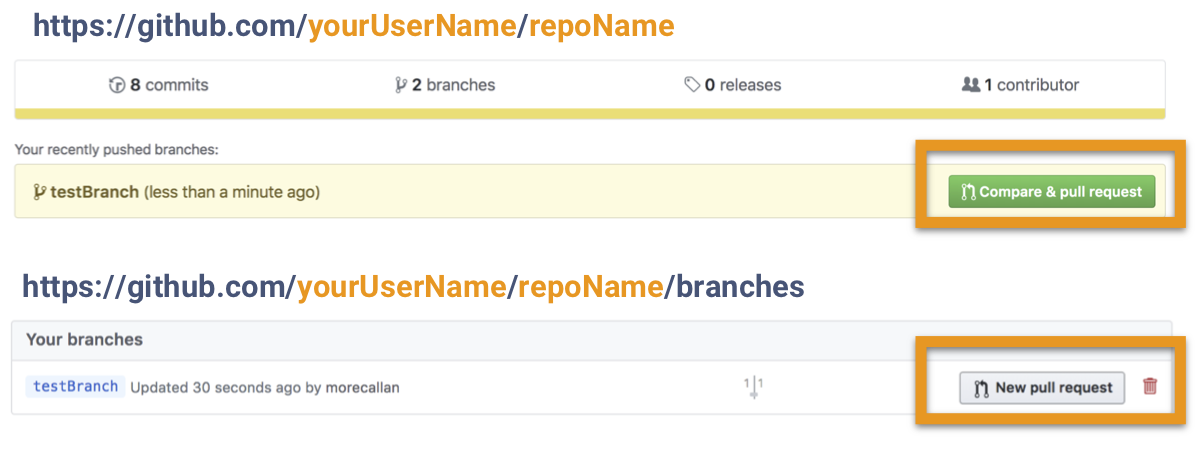 https://github.com/yourUserName/repoName
8 commits 2 branches 0 releases 1 contributor
Your recently pushed branches:
testBranch (less than a minute ago) Compare & pull request
https://github.com/yourUserName/repoName/branches
Your branches
testBranch Updated 30 seconds ago by morecallan 1 1 New pull request